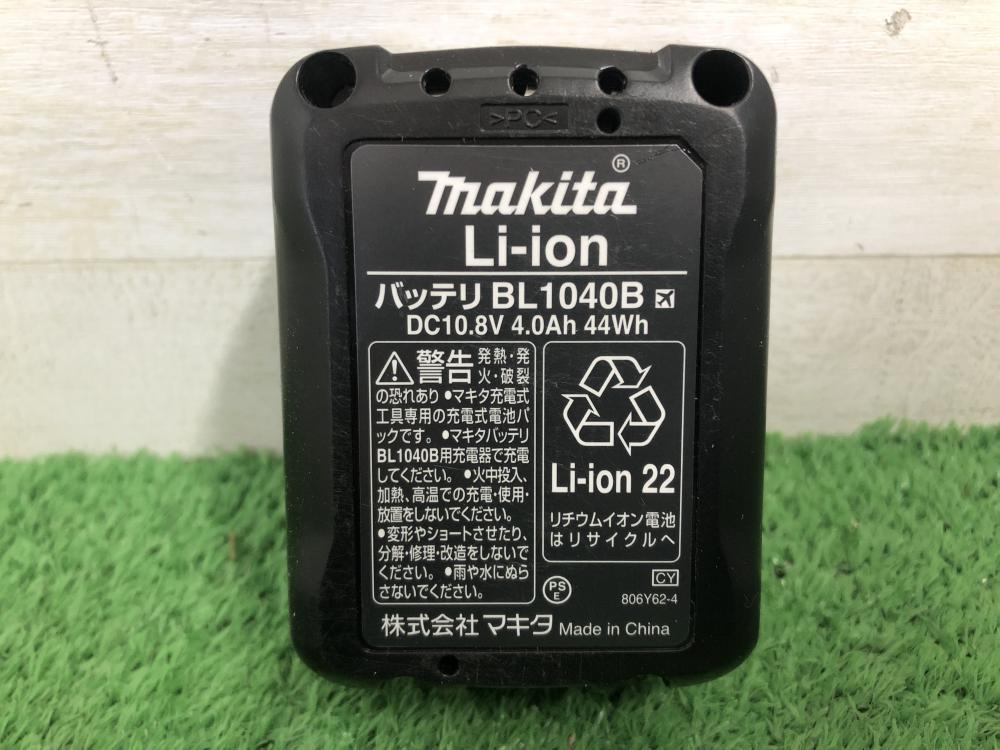 >PC<
makita®
Li-ion
バッテリ BL1040B
DC10.8V 4.0Ah 44Wh
警告 発熱・発
火・破裂
の恐れあり ●マキタ充電式
工具専用の充電式電池パ
ックです。●マキタバッテリ
BL1040B用充電器で充電
してください。●火中投入、
加熱、高温での充電・使用・
放置をしないでください。
●変形やショートさせたり、
分解・修理・改造をしないで
ください。●雨や水にぬら
さないでください。
Li-ion 22
リチウムイオン電池
はリサイクルへ
PS
E
CY
806Y62-4
株式会社 マキタ Made in China